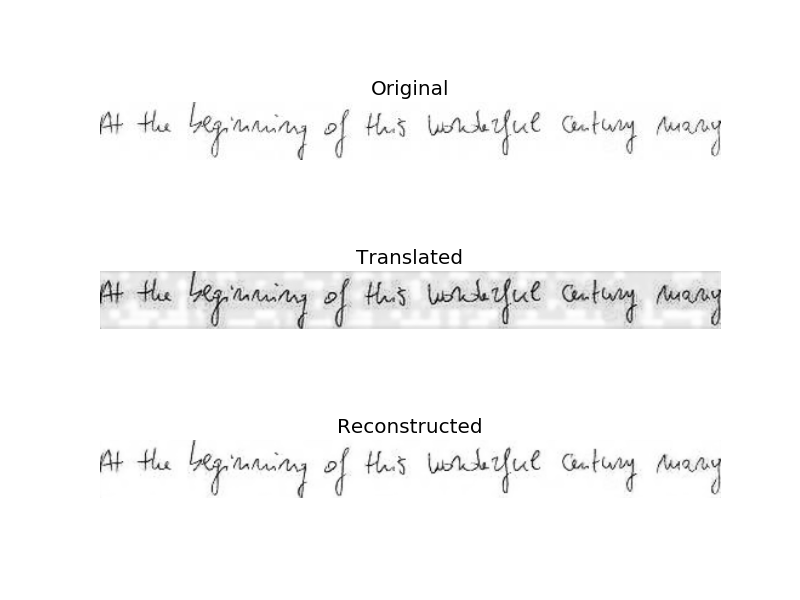 Original
At the beginning of this wonderful century many
Translated
At the beginning of this wonderful century many
Reconstructed
At the beginning of this wonderful century many